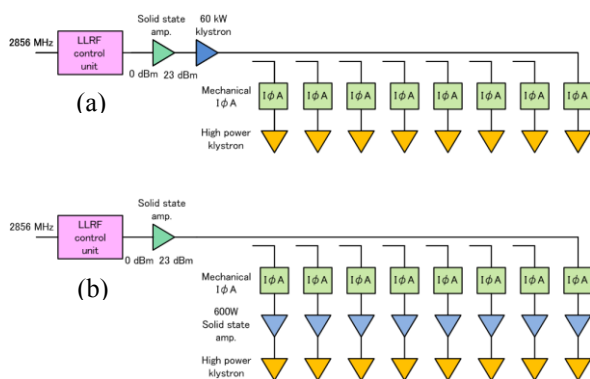 Solid state
amp.
60 kW
klystron
2856 MHz
LLRF
control
unit
0 dBm
23 dBm
(a)
Mechanical
IφA
IφA IφA IφA IφA IφA IφA IφA IφA
High power
klystron
Solid state
amp.
2856 MHz
LLRF
control
unit
0 dBm
23 dBm
(b)
Mechanical
IφA
IφA IφA IφA IφA IφA IφA IφA IφA
600W
Solid state
amp.
High power
klystron